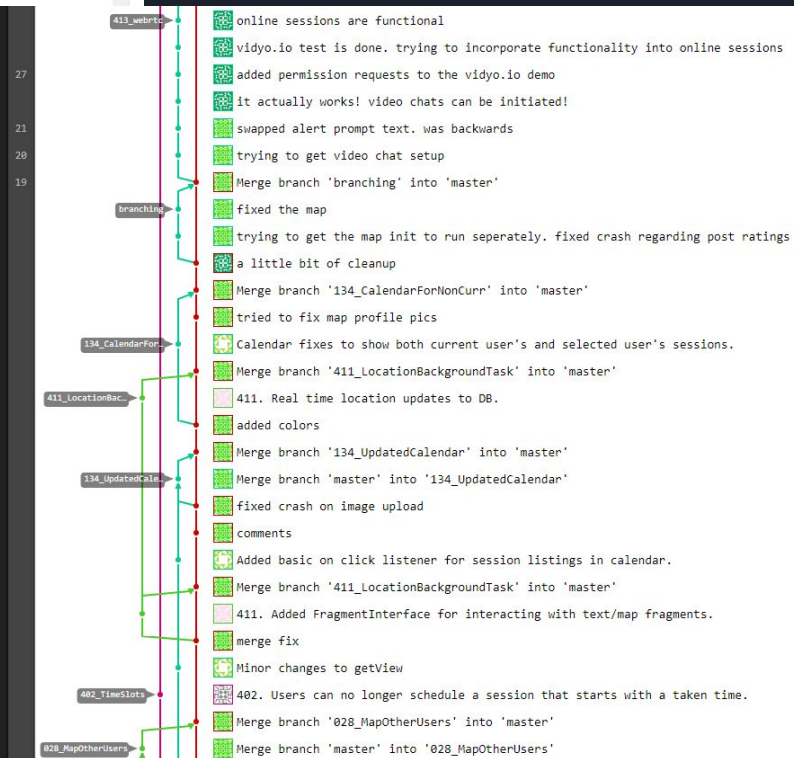 413_webrtc online sessions are functional
vidyo.io test is done. trying to incorporate functionality into online sessions
27 added permission requests to the vidyo.io demo
it actually works! video chats can be initiated!
21 swapped alert prompt text. was backwards
20 trying to get video chat setup
19 Merge branch 'branching' into 'master'
branching fixed the map
trying to get the map init to run seperately. fixed crash regarding post ratings
a little bit of cleanup
Merge branch '134_CalendarForNonCurr' into 'master'
tried to fix map profile pics
134_CalendarFor… Calendar fixes to show both current user's and selected user's sessions.
Merge branch '411_LocationBackgroundTask' into 'master'
411_LocationBac… 411. Real time location updates to DB.
added colors
Merge branch '134_UpdatedCalendar' into 'master'
134_UpdatedCale… Merge branch 'master' into '134_UpdatedCalendar'
fixed crash on image upload
comments
Added basic on click listener for session listings in calendar.
Merge branch '411_LocationBackgroundTask' into 'master'
411. Added FragmentInterface for interacting with text/map fragments.
merge fix
Minor changes to getView
402_TimeSlots 402. Users can no longer schedule a session that starts with a taken time.
Merge branch '028_MapOtherUsers' into 'master'
028_MapOtherUsers Merge branch 'master' into '028_MapOtherUsers'